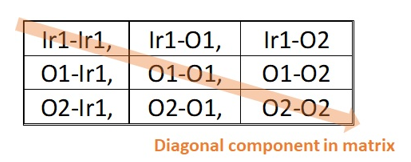 Ir1-Ir1, Ir1-O1, Ir1-O2
O1-Ir1, O1-O1, O1-O2
O2-Ir1, O2-O1, O2-O2
Diagonal component in matrix